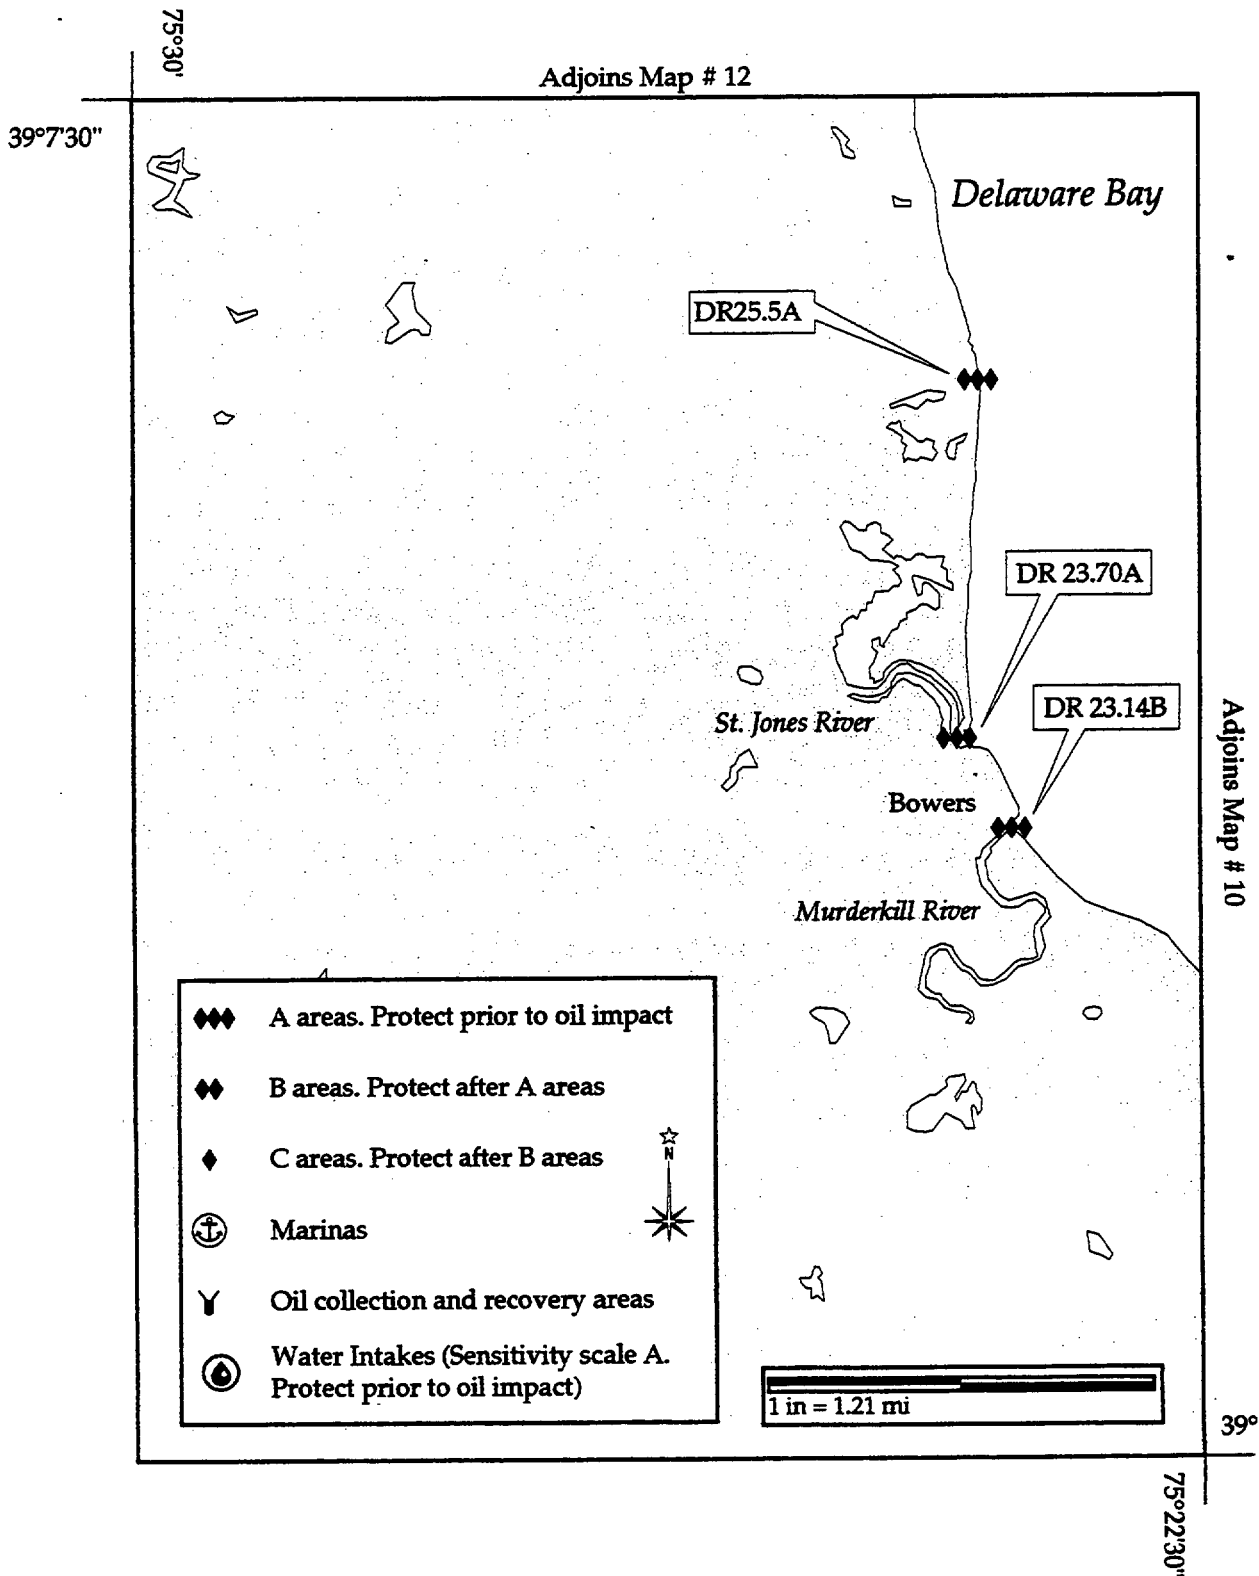 75°30'
Adjoins Map # 12
39°7'30"
Delaware Bay
DR25.5A
DR 23.70A
DR 23.14B
St. Jones River
Bowers
Adjoins Map # 10
Murderkill River
A areas. Protect prior to oil impact
B areas. Protect after A areas
C areas. Protect after B areas
N
Marinas
Oil collection and recovery areas
Water Intakes (Sensitivity scale A.
Protect prior to oil impact)
1 in = 1.21 mi
39°
75°22'30"